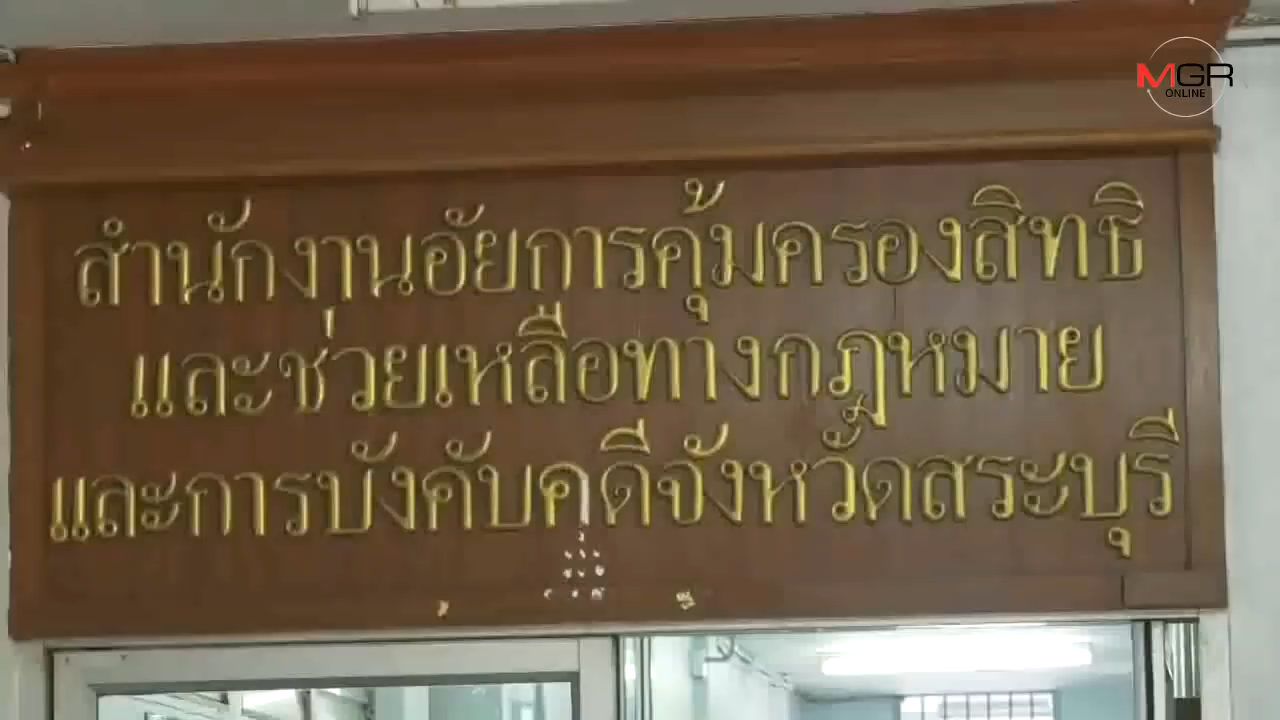 MGR
ONLINE
สำนักงานอัยการคุ้มครองสิทธิ
และช่วยเหลือทางกฎหมาย
และการบังคับคดีจังหวัดสระบุรี